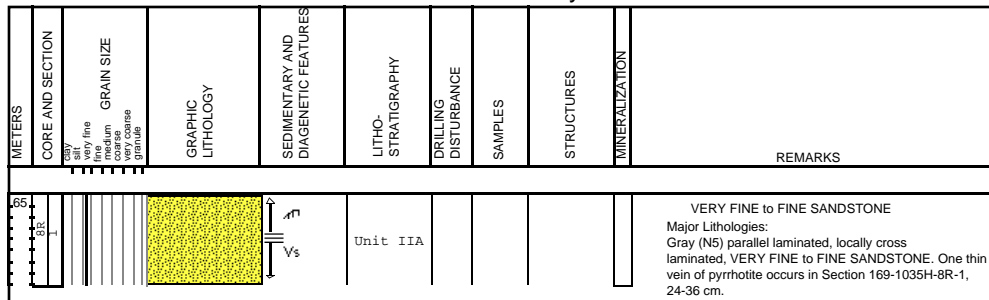 METERS
CORE AND SECTION
GRAIN SIZE
clay
silt
very fine
fine
medium
coarse
very coarse
granule
GRAPHIC
LITHOLOGY
SEDIMENTARY AND
DIAGENETIC FEATURES
LITHO-
STRATIGRAPHY
DRILLING
DISTURBANCE
SAMPLES
STRUCTURES
MINERALIZATION
REMARKS
65
8R
1
Vs
Unit IIA
VERY FINE to FINE SANDSTONE
Major Lithologies:
Gray (N5) parallel laminated, locally cross
laminated, VERY FINE to FINE SANDSTONE. One thin
vein of pyrrhotite occurs in Section 169-1035H-8R-1,
24-36 cm.